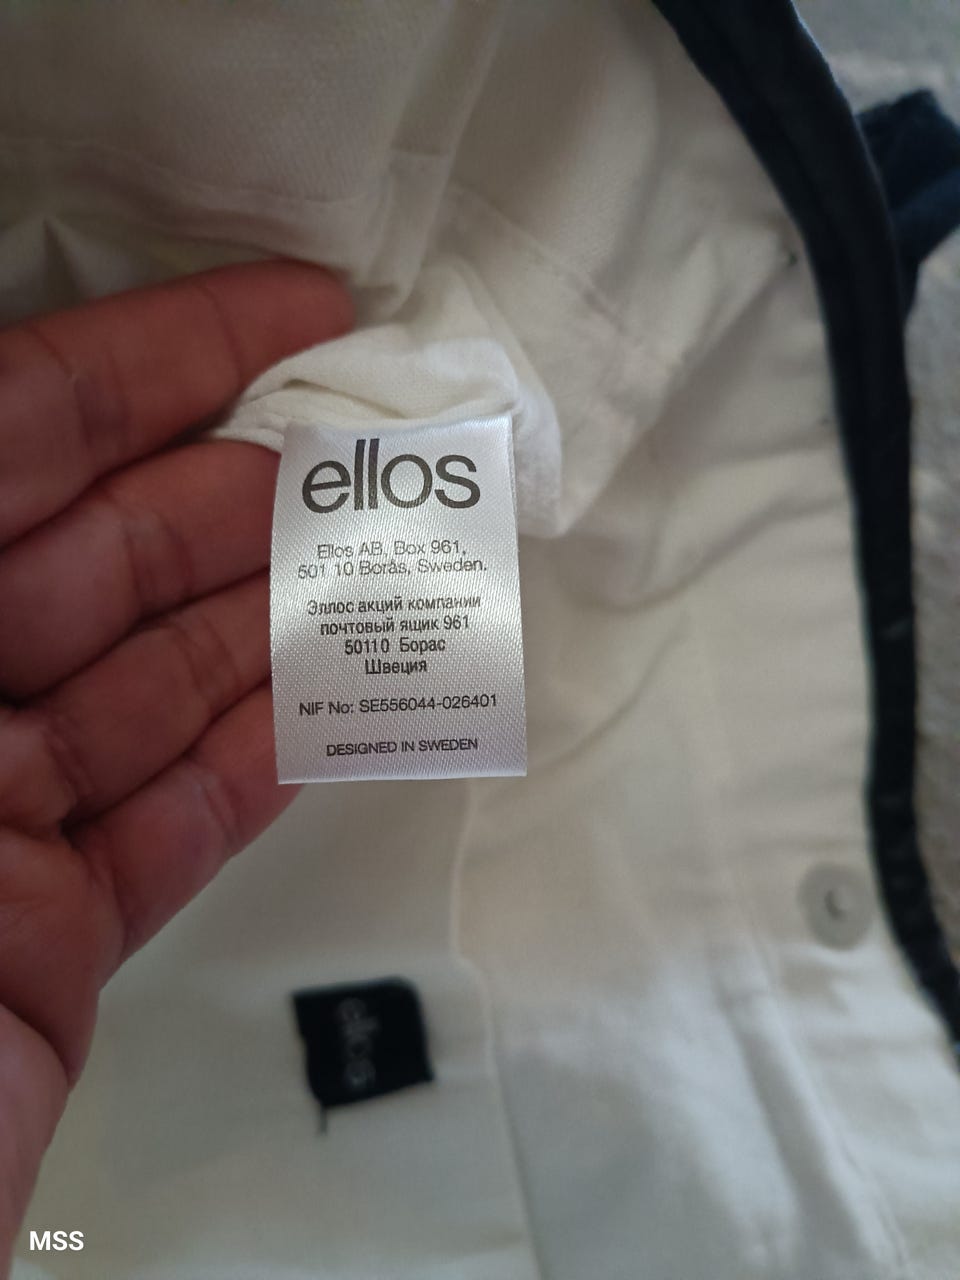 ellos
Ellos AB, Box 961,
501 10 Borås, Sweden.
Эллос акций компании
почтовый ящик 961
50110 Борас
Швеция
NIF No: SE556044-026401
DESIGNED IN SWEDEN
ellos
MSS